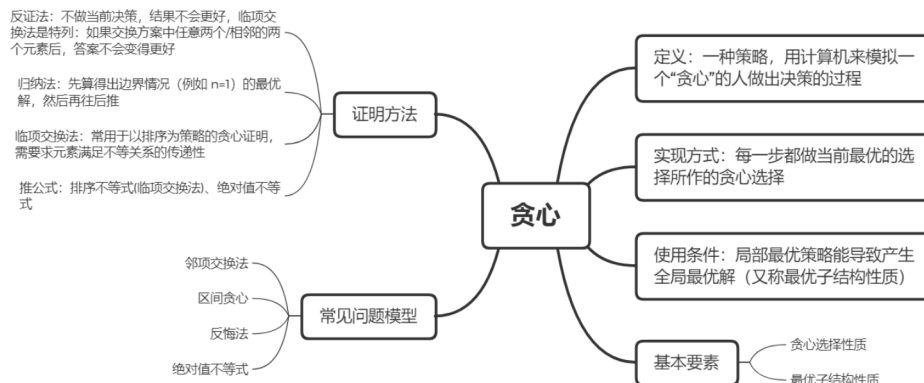 反证法：不做当前决策，结果不会更好，临项交
换法是特列：如果交换方案中任意两个/相邻的两
个元素后，答案不会变得更好
归纳法：先算得出边界情况（例如 n=1）的最优
解，然后再往后推
临项交换法：常用于以排序为策略的贪心证明，
需要求元素满足不等关系的传递性
推公式：排序不等式(临项交换法)、绝对值不等
式
证明方法
邻项交换法
区间贪心
反悔法
绝对值不等式
常见问题模型
贪心
定义：一种策略，用计算机来模拟一
个“贪心”的人做出决策的过程
实现方式：每一步都做当前最优的选
择所作的贪心选择
使用条件：局部最优策略能导致产生
全局最优解（又称最优子结构性质）
基本要素
贪心选择性质
最优子结构性质